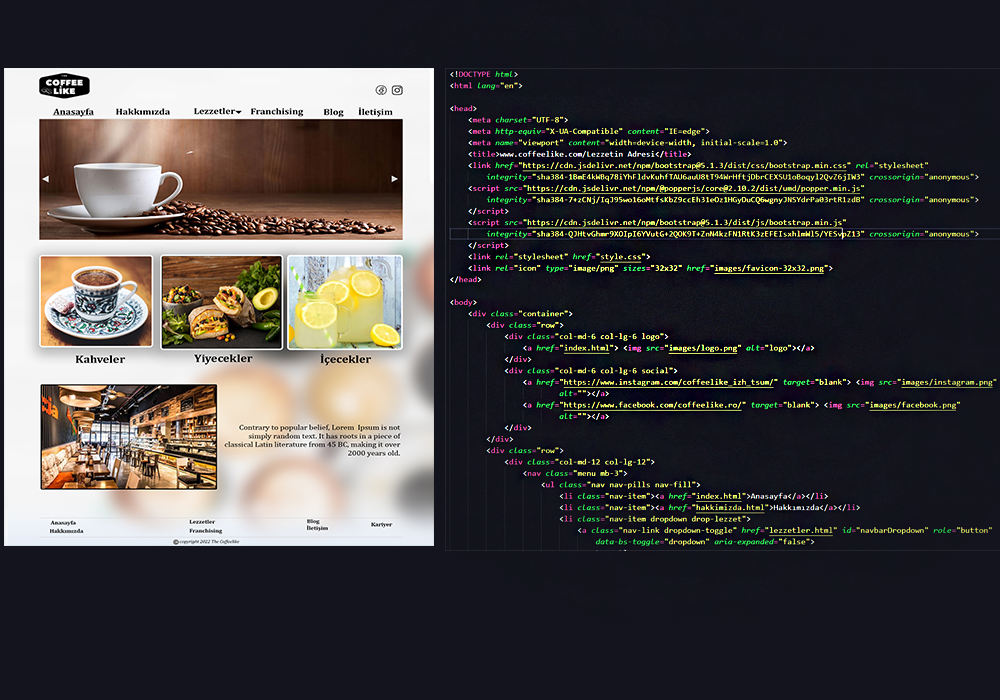 THE
COFFEE
LİKE
Anasayfa Hakkımızda Lezzetler Franchising Blog İletişim
Kahveler Yiyecekler İçecekler
Contrary to popular belief, Lorem Ipsum is not
simply random text. It has roots in a piece of
classical Latin literature from 45 BC, making it over
2000 years old.
Anasayfa Lezzetler Blog Kariyer
Hakkımızda Franchising İletişim
© copyright 2022 The Coffeelike
<!DOCTYPE html>
<html lang="en">
<head>
<meta charset="UTF-8">
<meta http-equiv="X-UA-Compatible" content="IE=edge">
<meta name="viewport" content="width=device-width, initial-scale=1.0">
<title>www.coffeelike.com/Lezzetin Adresi</title>
<link href="https://cdn.jsdelivr.net/npm/bootstrap@5.1.3/dist/css/bootstrap.min.css" rel="stylesheet"
integrity= crossorigin="anonymous">
<script src="https://cdn.jsdelivr.net/npm/@popperjs/core@2.10.2/dist/umd/popper.min.js"
integrity= crossorigin="anonymous">
</script>
<script src="https://cdn.jsdelivr.net/npm/bootstrap@5.1.3/dist/js/bootstrap.min.js"
integrity= crossorigin="anonymous">
</script>
<link rel="stylesheet" href="style.css">
<link rel="icon" type="image/png" sizes="32x32" href="images/favicon-32x32.png">
</head>
<body>
<div class="container">
<div class="row">
<div class="col-md-6 col-lg-6 logo">
<a href="index.html"> <img src="images/logo.png" alt="logo"></a>
</div>
<div class="col-md-6 col-lg-6 social">
<a href="https://www.instagram.com/coffeelike_izh_tsum/" target="blank"> <img src="images/instagram.png"
alt=""></a>
<a href="https://www.facebook.com/coffeelike.ro/" target="blank"> <img src="images/facebook.png"
alt=""></a>
</div>
</div>
<div class="row">
<div class="col-md-12 col-lg-12">
<nav class="menu mb-3">
<ul class="nav nav-pills nav-fill">
<li class="nav-item"><a href="index.html">Anasayfa</a></li>
<li class="nav-item"><a href="hakkimizda.html">Hakkımızda</a></li>
<li class="nav-item dropdown drop-lezzet">
<a class="nav-link dropdown-toggle" href="lezzetler.html" id="navbarDropdown" role="button"
data-bs-toggle="dropdown" aria-expanded="false">